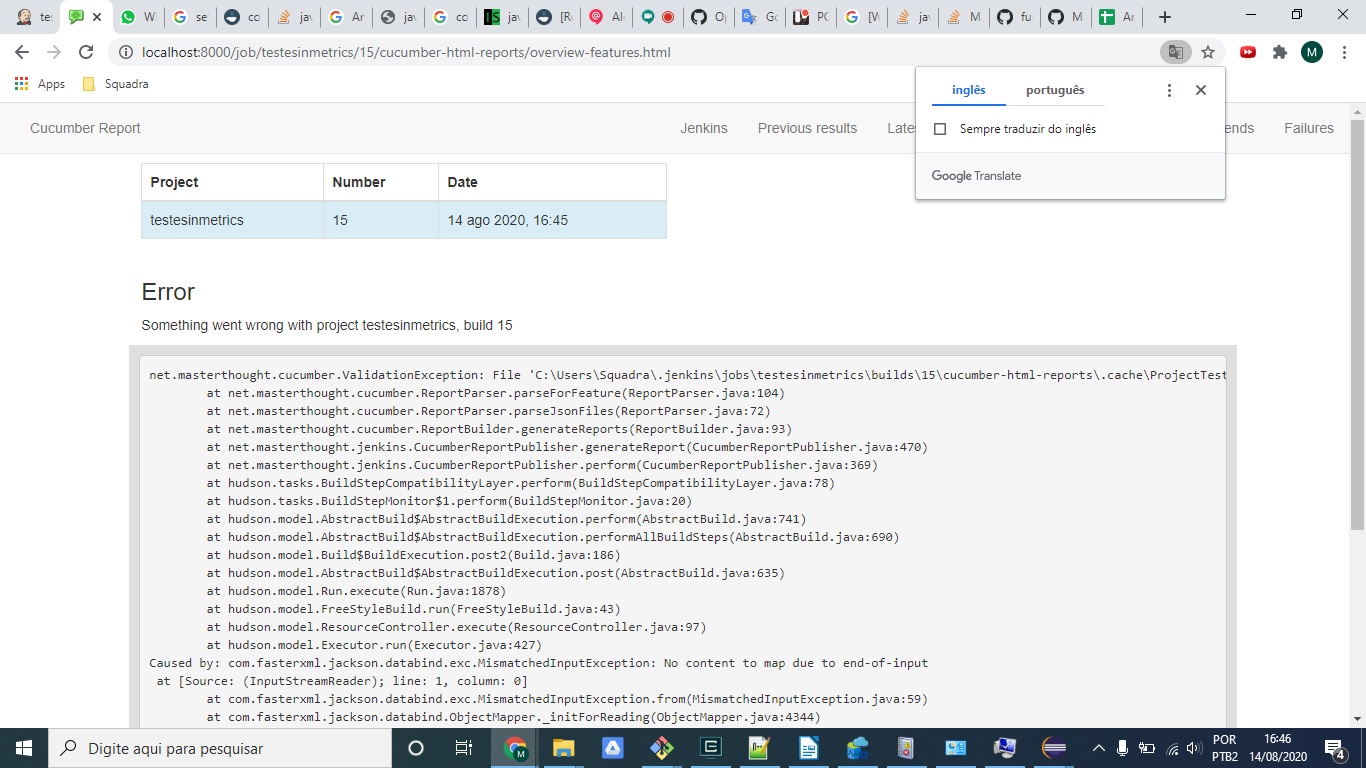 te:
W
se
co
jav
Ar
jav
co
jav
[Re
Alc
O
Go
PC
[W
ja
M
fu
M
Ar
localhost:8000/job/testesinmetrics/15/cucumber-html-reports/overview-features.html
M
Apps
Squadra
inglês português
Sempre traduzir do inglês
Google Translate
Cucumber Report
Jenkins Previous results Late ends Failures
Project Number Date
testesinmetrics 15 14 ago 2020, 16:45
Error
Something went wrong with project testesinmetrics, build 15
net.masterthought.cucumber.ValidationException: File 'C:\Users\Squadra\.jenkins\jobs\testesinmetrics\builds\15\cucumber-html-reports\.cache\ProjectTest
at net.masterthought.cucumber.ReportParser.parseForFeature(ReportParser.java:104)
at net.masterthought.cucumber.ReportParser.parseJsonFiles(ReportParser.java:72)
at net.masterthought.cucumber.ReportBuilder.generateReports(ReportBuilder.java:93)
at net.masterthought.jenkins.CucumberReportPublisher.generateReport(CucumberReportPublisher.java:470)
at net.masterthought.jenkins.CucumberReportPublisher.perform(CucumberReportPublisher.java:369)
at hudson.tasks.BuildStepCompatibilityLayer.perform(BuildStepCompatibilityLayer.java:78)
at hudson.tasks.BuildStepMonitor$1.perform(BuildStepMonitor.java:20)
at hudson.model.AbstractBuild$AbstractBuildExecution.perform(AbstractBuild.java:741)
at hudson.model.AbstractBuild$AbstractBuildExecution.performAllBuildSteps(AbstractBuild.java:690)
at hudson.model.Build$BuildExecution.post2(Build.java:186)
at hudson.model.AbstractBuild$AbstractBuildExecution.post(AbstractBuild.java:635)
at hudson.model.Run.execute(Run.java:1878)
at hudson.model.FreeStyleBuild.run(FreeStyleBuild.java:43)
at hudson.model.ResourceController.execute(ResourceController.java:97)
at hudson.model.Executor.run(Executor.java:427)
Caused by: com.fasterxml.jackson.databind.exc.MismatchedInputException: No content to map due to end-of-input
at [Source: (InputStreamReader); line: 1, column: 0]
at com.fasterxml.jackson.databind.exc.MismatchedInputException.from(MismatchedInputException.java:59)
at com.fasterxml.jackson.databind.ObjectMapper._initForReading(ObjectMapper.java:4344)
Digite aqui para pesquisar
POR
PTB2
16:46
14/08/2020
4